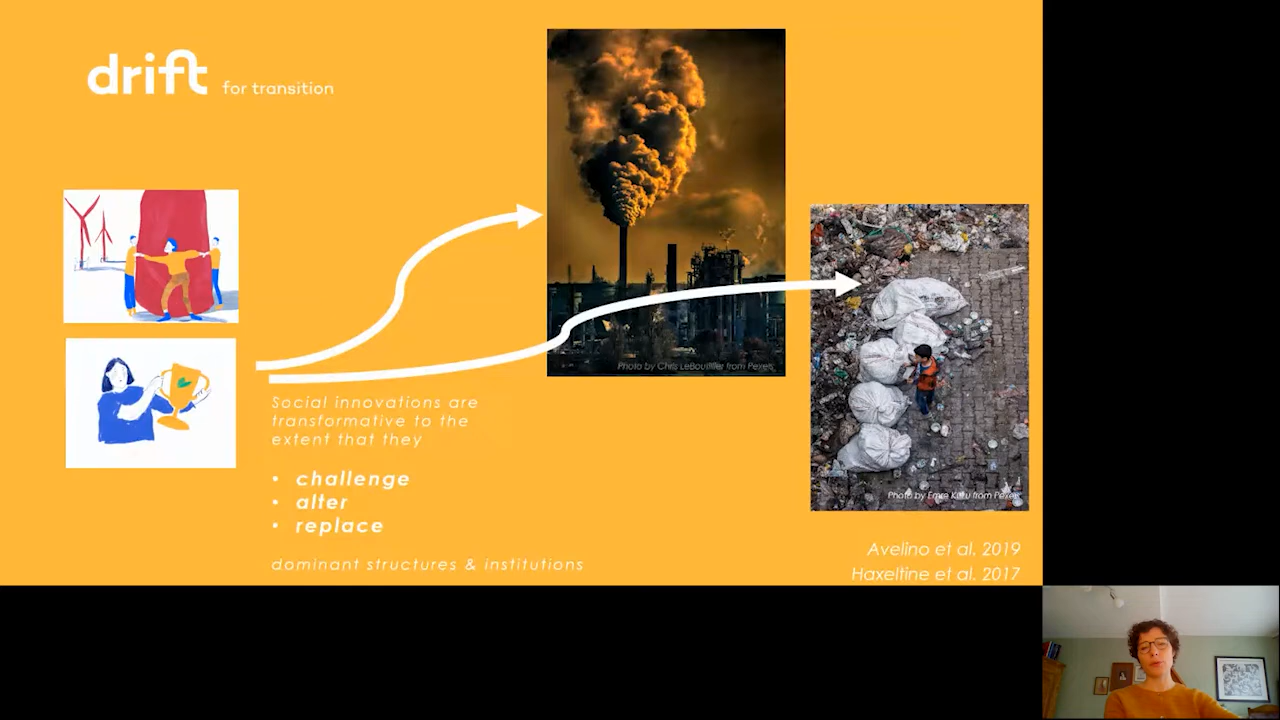 drift for transition
Photo by Chris LeBoutillier from Pexels
Social innovations are
transformative to the
extent that they
• challenge
• alter
• replace
dominant structures & institutions
Photo by Emre Kuzu from Pexels
Avelino et al. 2019
Haxeltine et al. 2017